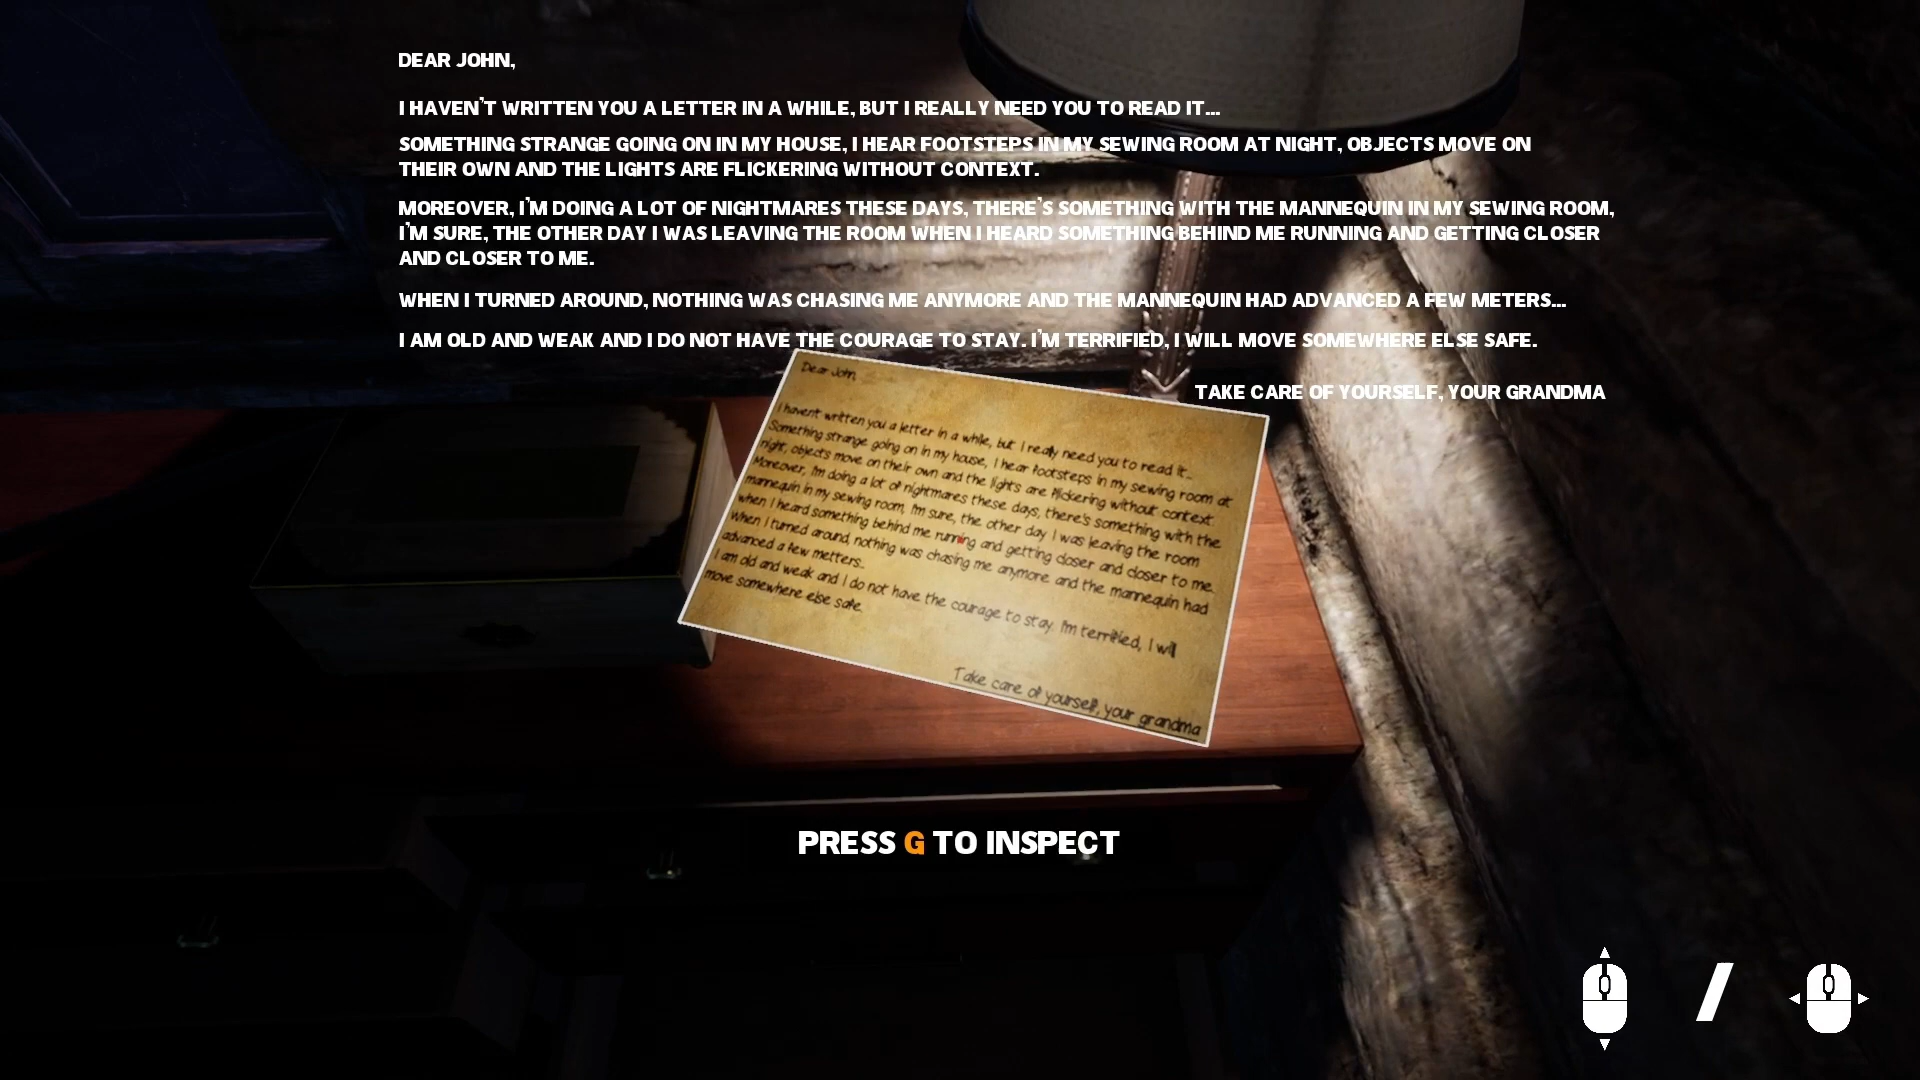 DEAR JOHN,
I HAVEN'T WRITTEN YOU A LETTER IN A WHILE, BUT I REALLY NEED YOU TO READ IT...
SOMETHING STRANGE GOING ON IN MY HOUSE, I HEAR FOOTSTEPS IN MY SEWING ROOM AT NIGHT, OBJECTS MOVE ON
THEIR OWN AND THE LIGHTS ARE FLICKERING WITHOUT CONTEXT.
MOREOVER, I'M DOING A LOT OF NIGHTMARES THESE DAYS, THERE'S SOMETHING WITH THE MANNEQUIN IN MY SEWING ROOM,
I'M SURE, THE OTHER DAY I WAS LEAVING THE ROOM WHEN I HEARD SOMETHING BEHIND ME RUNNING AND GETTING CLOSER
AND CLOSER TO ME.
WHEN I TURNED AROUND, NOTHING WAS CHASING ME ANYMORE AND THE MANNEQUIN HAD ADVANCED A FEW METERS...
I AM OLD AND WEAK AND I DO NOT HAVE THE COURAGE TO STAY. I'M TERRIFIED, I WILL MOVE SOMEWHERE ELSE SAFE.
TAKE CARE OF YOURSELF, YOUR GRANDMA
Dear John,
I haven't written you a letter in a while, but I really need you to read it...
Something strange going on in my house, I hear footsteps in my sewing room at
night, objects move on their own and the lights are flickering without context.
Moreover, I'm doing a lot of nightmares these days, there's something with the
mannequin in my sewing room, I'm sure, the other day I was leaving the room
when I heard something behind me running and getting closer and closer to me.
When I turned around, nothing was chasing me anymore and the mannequin had
advanced a few metters...
I am old and weak and I do not have the courage to stay. I'm terrified, I will
move somewhere else safe.
Take care of yourself, your grandma
PRESS G TO INSPECT
/